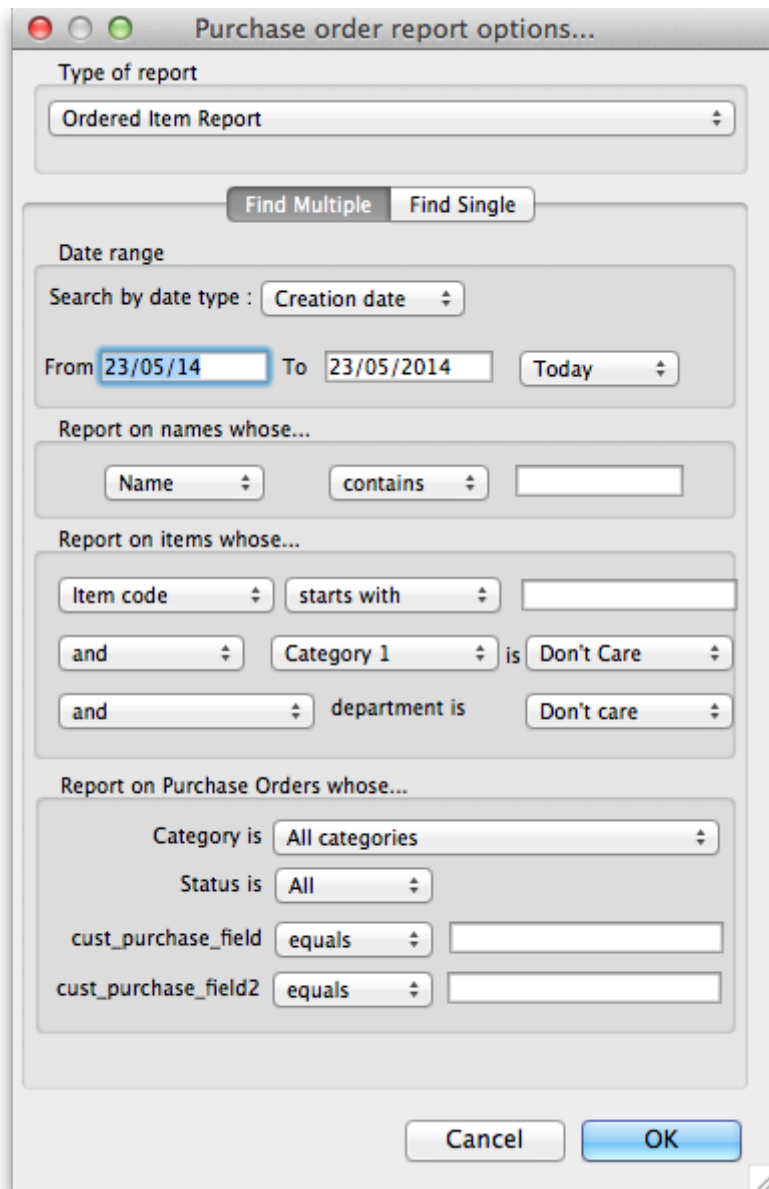 Purchase order report options...
Type of report
Ordered Item Report
Find Multiple Find Single
Date range
Search by date type : Creation date
From 23/05/14 To 23/05/2014 Today
Report on names whose...
Name contains
Report on items whose...
Item code starts with
and Category 1 is Don't Care
and department is Don't care
Report on Purchase Orders whose...
Category is All categories
Status is All
cust_purchase_field equals
cust_purchase_field2 equals
Cancel OK